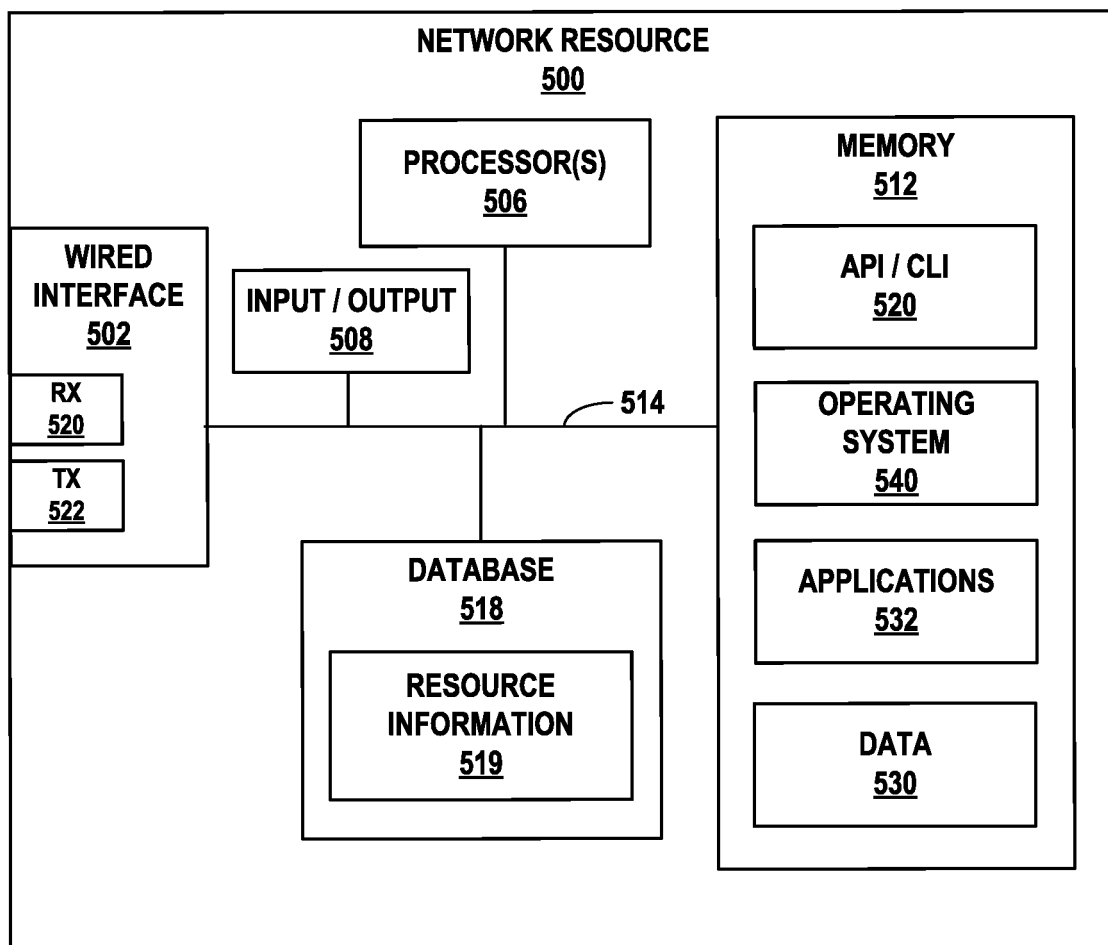 NETWORK RESOURCE
500
PROCESSOR(S)
506
MEMORY
512
WIRED
INTERFACE
502
INPUT / OUTPUT
508
API / CLI
520
RX
520
TX
522
514
OPERATING
SYSTEM
540
DATABASE
518
RESOURCE
INFORMATION
519
APPLICATIONS
532
DATA
530